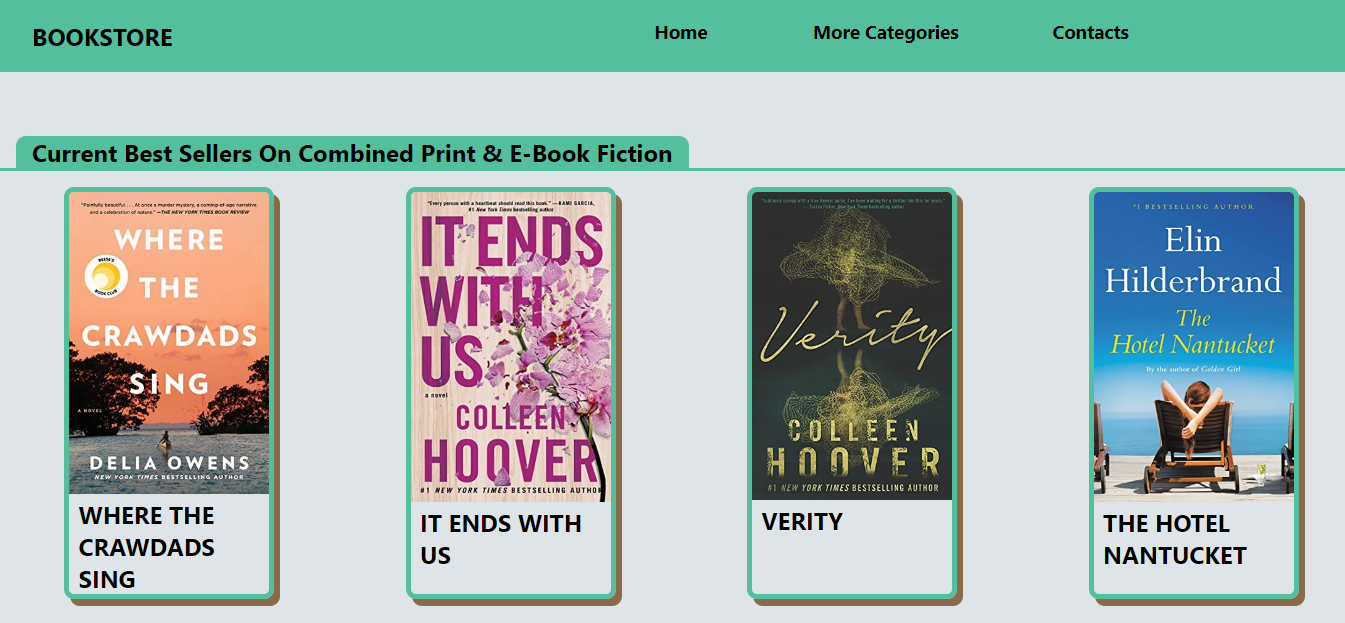 BOOKSTORE
Home
More Categories
Contacts
Current Best Sellers On Combined Print & E-Book Fiction
"Painfully beautiful . . . At once a murder mystery, a coming-of-age narrative,
and a celebration of nature." —THE NEW YORK TIMES BOOK REVIEW
WHERE
REESE'S
BOOK CLUB
THE
CRAWDADS
SING
A NOVEL
DELIA OWENS
NEW YORK TIMES BESTSELLING AUTHOR
WHERE THE
CRAWDADS
SING
"Every person with a heartbeat should read this book." —KAMI GARCIA,
#1 New York Times bestselling author
IT ENDS
WITH
US
a novel
COLLEEN
HOOVER
#1 NEW YORK TIMES BESTSELLING AUTHOR
IT ENDS WITH
US
Verity
COLLEEN
HOOVER
#1 NEW YORK TIMES BESTSELLING AUTHOR
VERITY
#1 BESTSELLING AUTHOR
Elin
Hilderbrand
The
Hotel Nantucket
By the author of Golden Girl
THE HOTEL
NANTUCKET